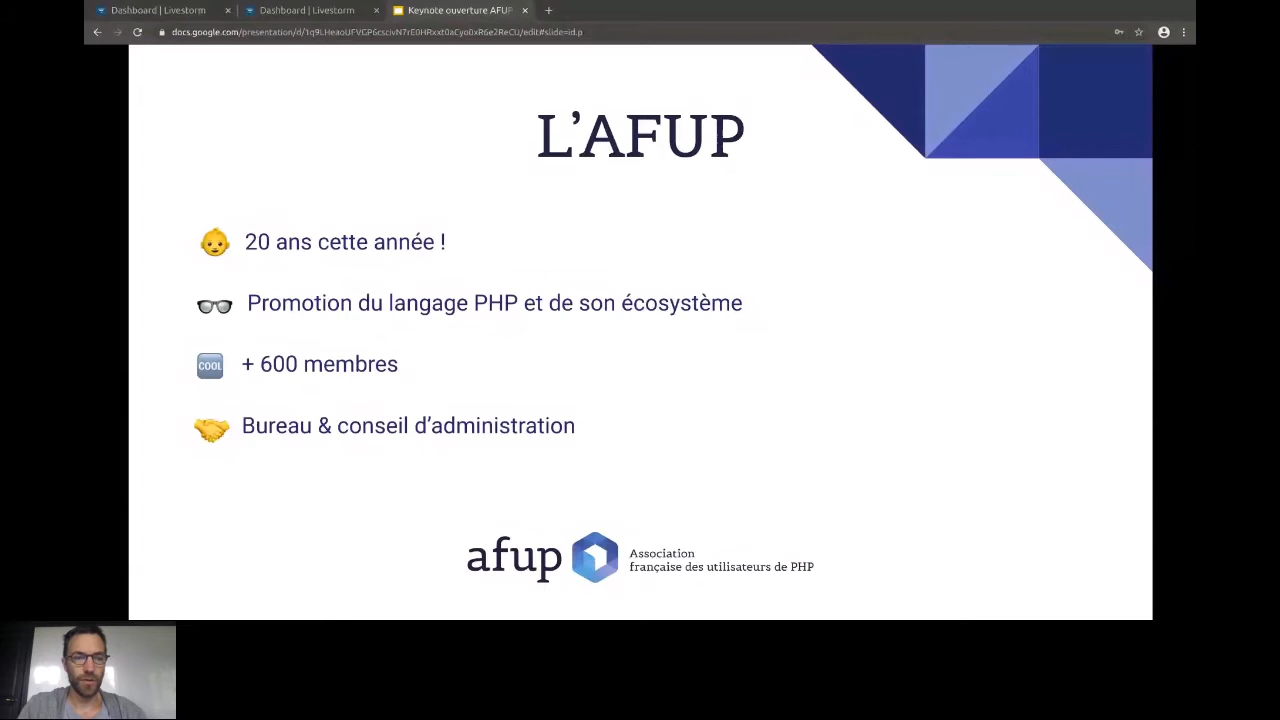 Dashboard | Livestorm
Dashboard | Livestorm
Keynote ouverture AFUP
L'AFUP
20 ans cette année !
Promotion du langage PHP et de son écosystème
COOL
+ 600 membres
Bureau & conseil d'administration
afup
Association
française des utilisateurs de PHP